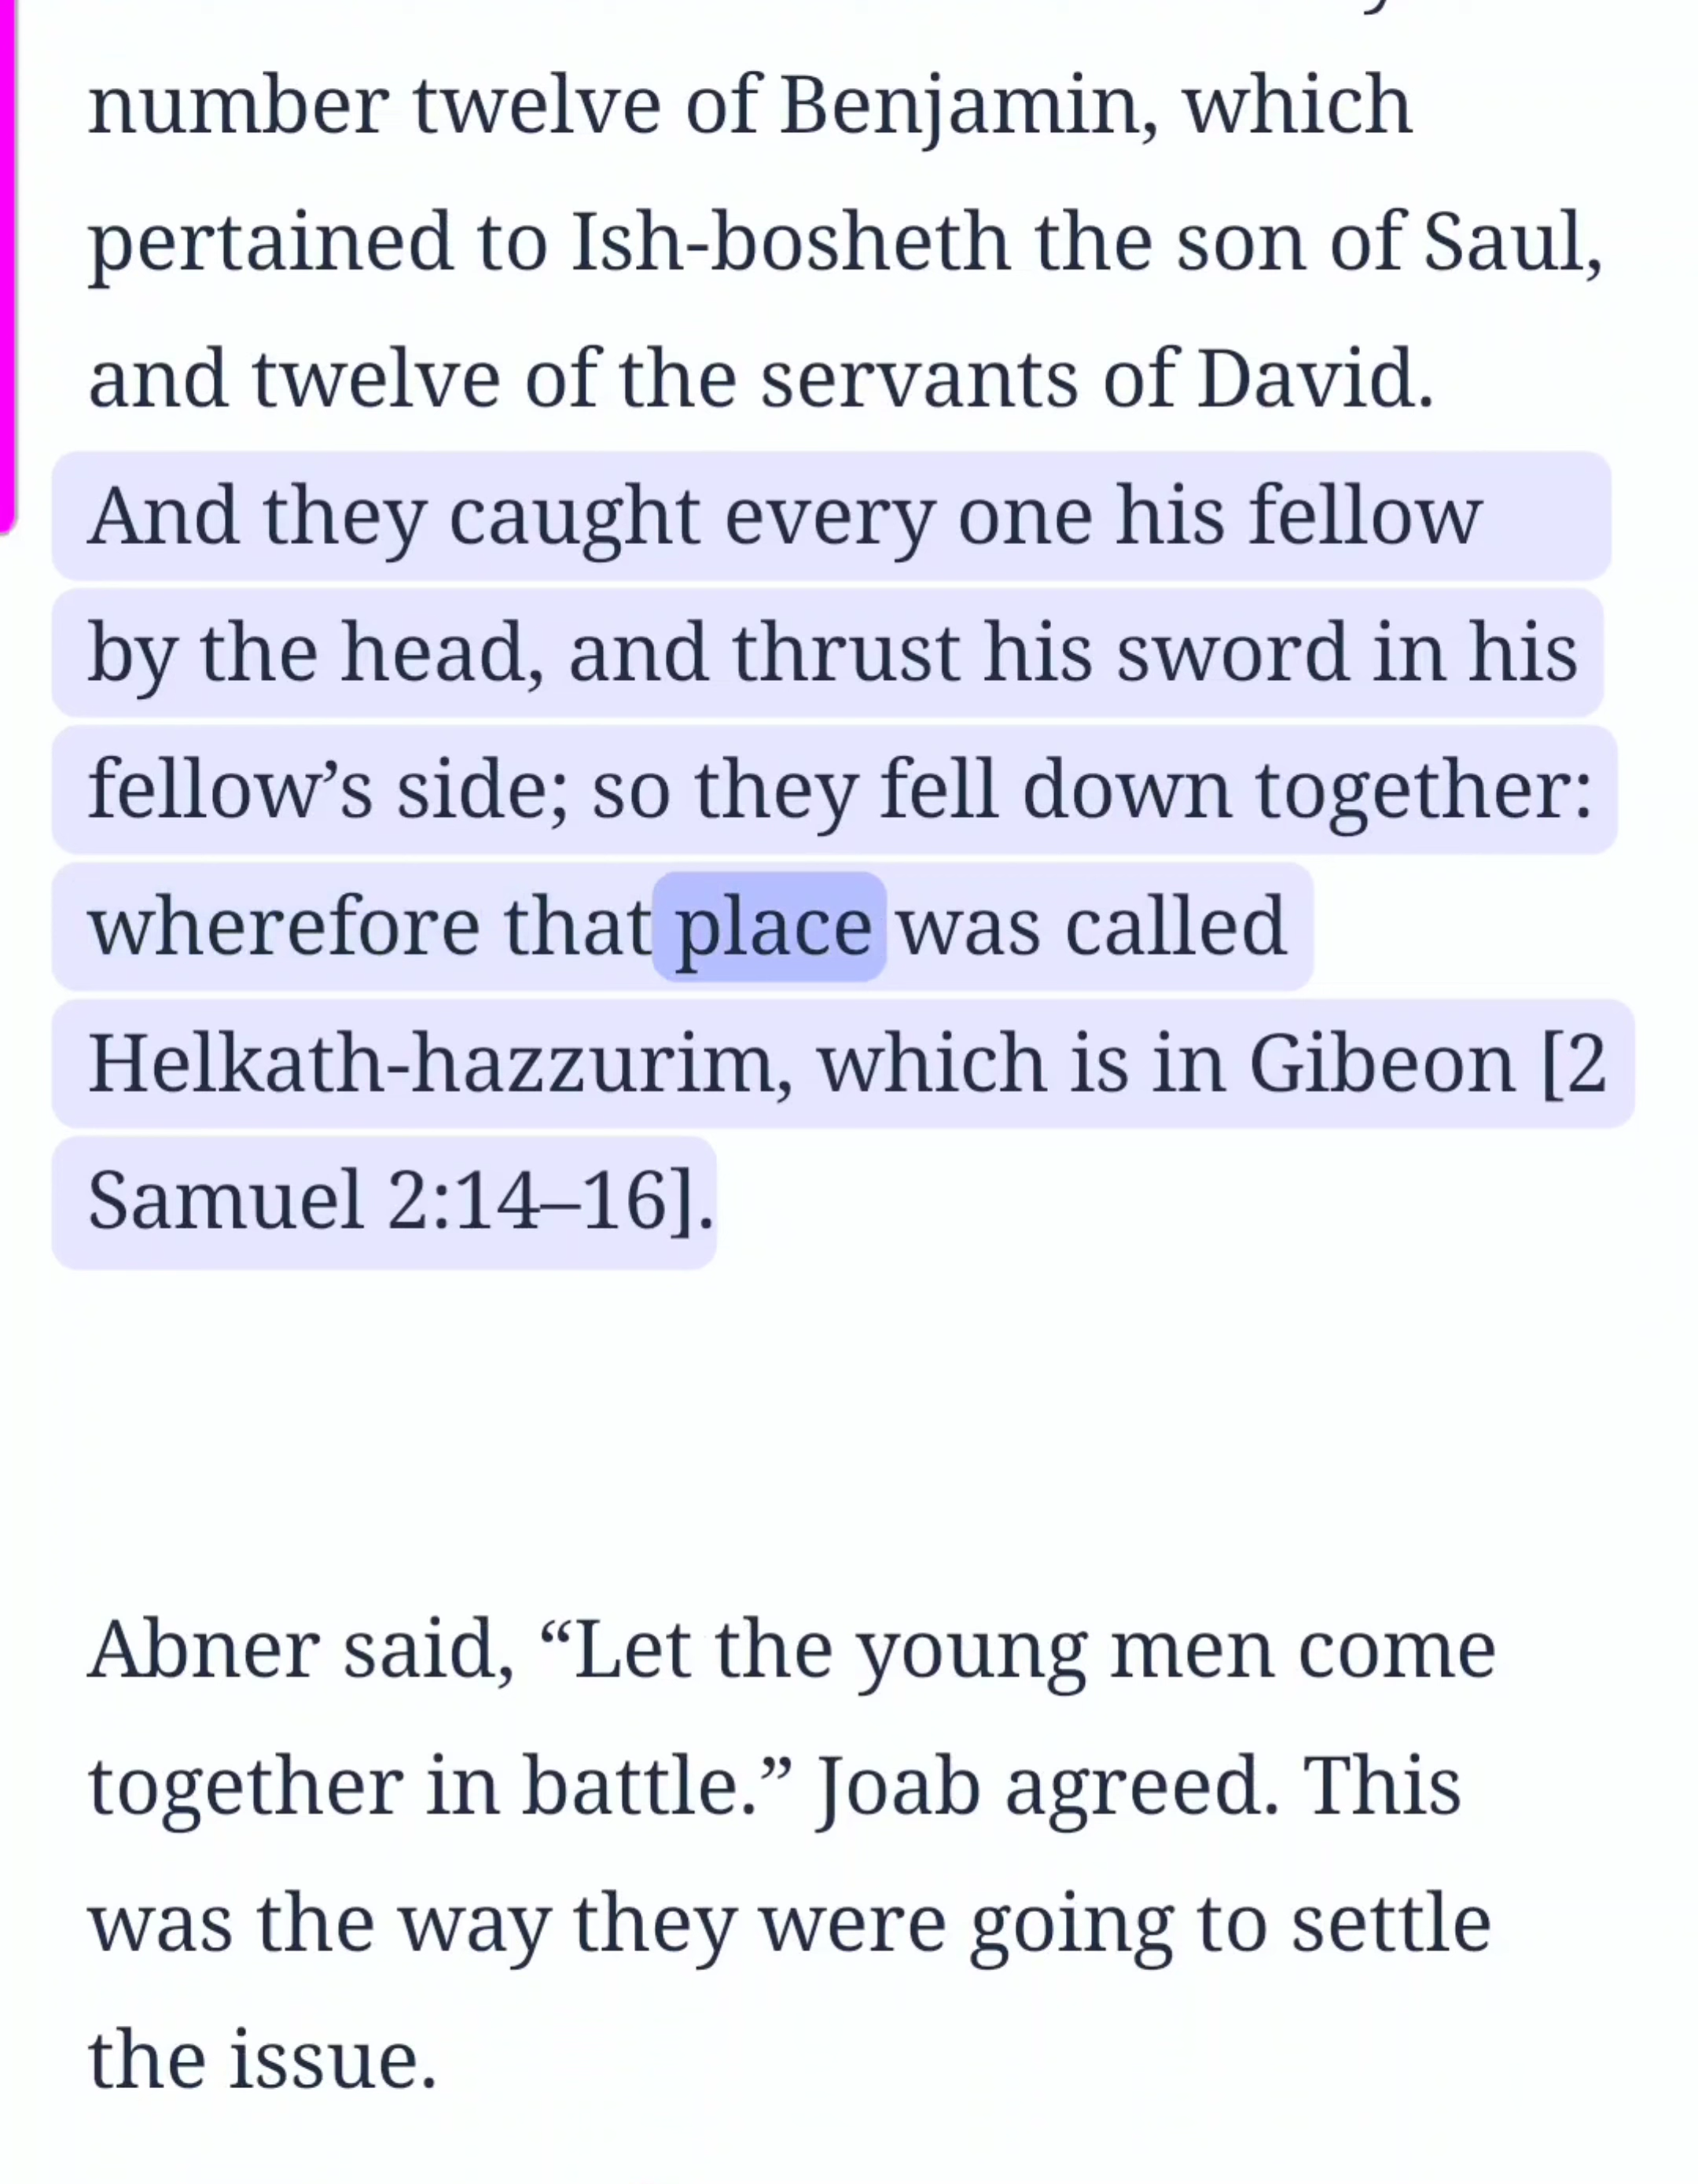 number twelve of Benjamin, which
pertained to Ish-bosheth the son of Saul,
and twelve of the servants of David.
And they caught every one his fellow
by the head, and thrust his sword in his
fellow’s side; so they fell down together:
wherefore that place was called
Helkath-hazzurim, which is in Gibeon [2
Samuel 2:14–16].
Abner said, “Let the young men come
together in battle.” Joab agreed. This
was the way they were going to settle
the issue.